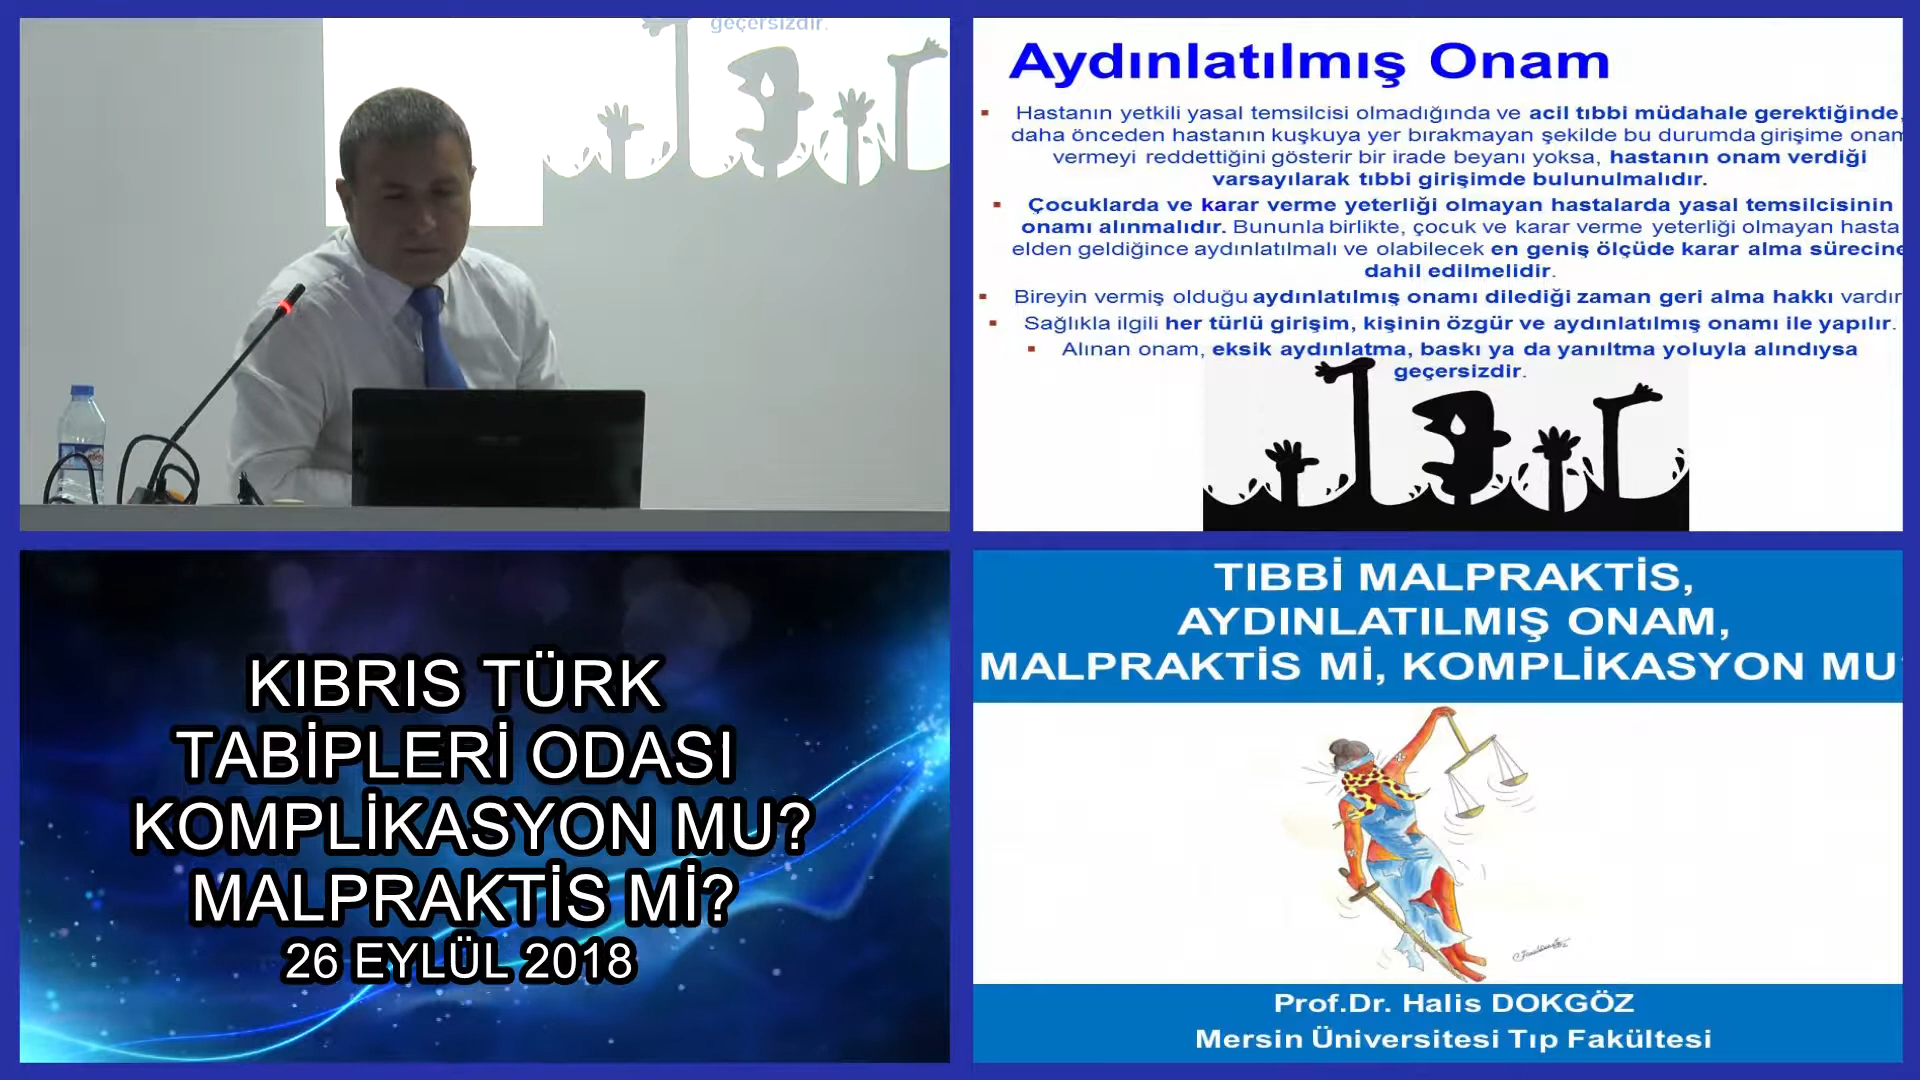 geçersizdir.
Aydınlatılmış Onam
Hastanın yetkili yasal temsilcisi olmadığında ve acil tıbbi müdahale gerektiğinde,
daha önceden hastanın kuşkuya yer bırakmayan şekilde bu durumda girişime onam
vermeyi reddettiğini gösterir bir irade beyanı yoksa, hastanın onam verdiği
varsayılarak tıbbi girişimde bulunulmalıdır.
Çocuklarda ve karar verme yeterliği olmayan hastalarda yasal temsilcisinin
onamı alınmalıdır. Bununla birlikte, çocuk ve karar verme yeterliği olmayan hasta
elden geldiğince aydınlatılmalı ve olabilecek en geniş ölçüde karar alma sürecine
dahil edilmelidir.
Bireyin vermiş olduğu aydınlatılmış onamı dilediği zaman geri alma hakkı vardır
Sağlıkla ilgili her türlü girişim, kişinin özgür ve aydınlatılmış onamı ile yapılır.
Alınan onam, eksik aydınlatma, baskı ya da yanıltma yoluyla alındıysa
geçersizdir.
KIBRIS TÜRK
TABİPLERİ ODASI
KOMPLİKASYON MU?
MALPRAKTİS Mİ?
26 EYLÜL 2018
TIBBİ MALPRAKTİS,
AYDINLATILMIŞ ONAM,
MALPRAKTİS Mİ, KOMPLİKASYON MU?
Prof.Dr. Halis DOKGÖZ
Mersin Üniversitesi Tıp Fakültesi